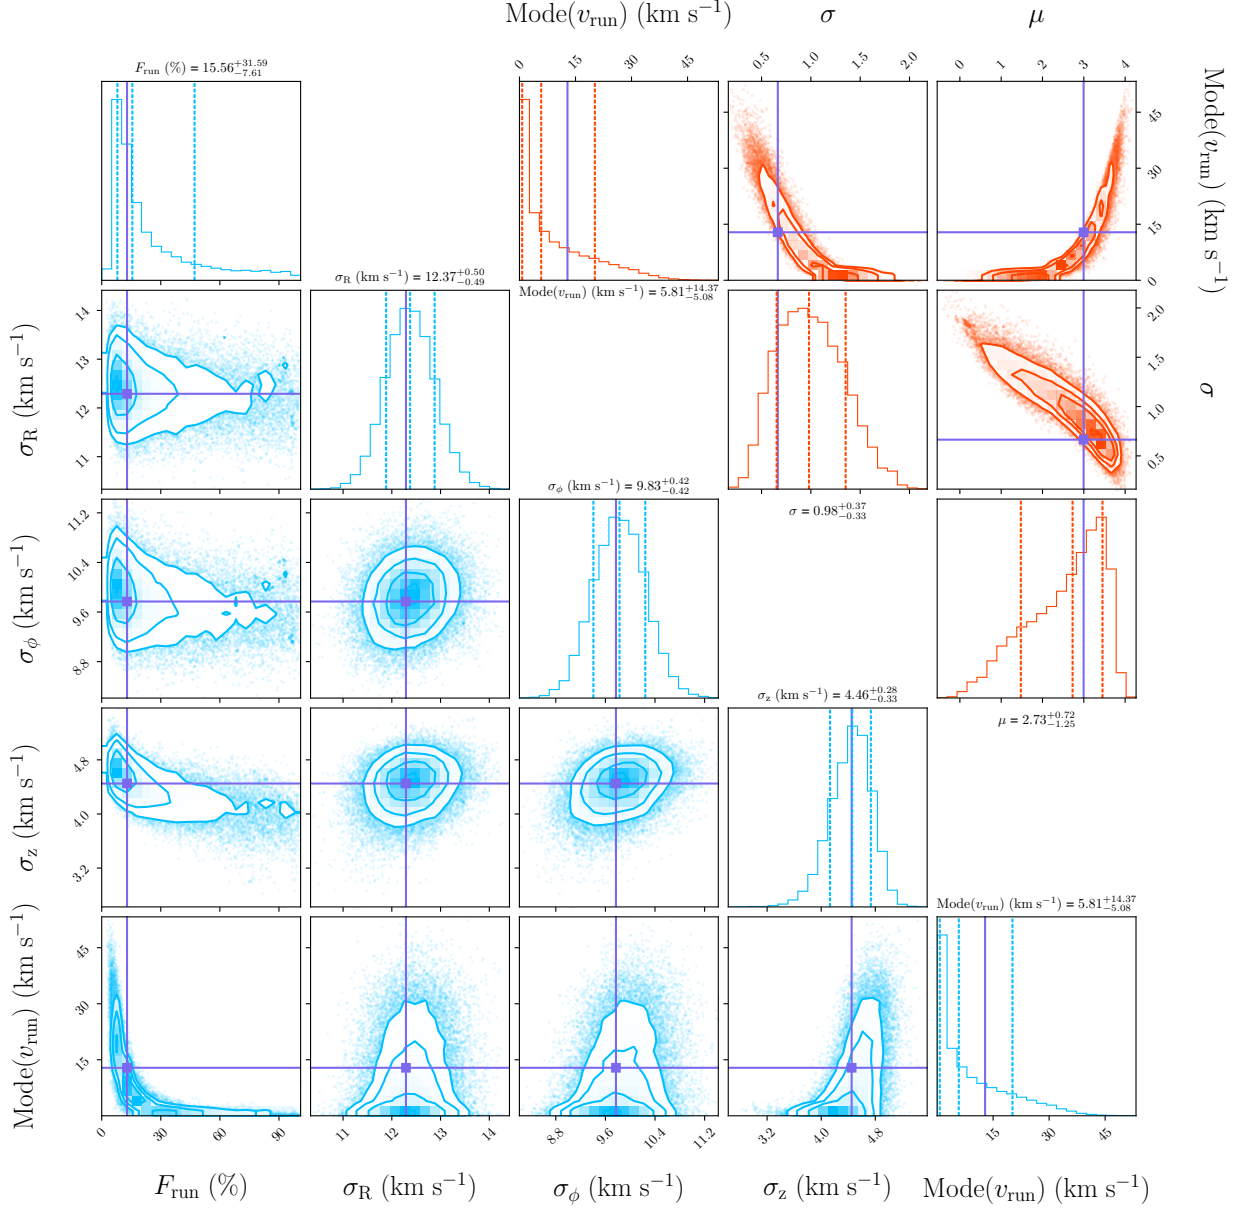 Mode(v_run) (km s⁻¹) σ μ
0 15 30 45 0.5 1.0 1.5 2.0 0 1 2 3 4
F_run (%) = 15.56 +31.59 −7.61
45 30 15 0
Mode(v_run) (km s⁻¹)
σ_R (km s⁻¹) = 12.37 +0.50 −0.49
Mode(v_run) (km s⁻¹) = 5.81 +14.37 −5.08
σ_R (km s⁻¹)
14 13 12 11
2.0 1.5 1.0 0.5
σ
σ_ϕ (km s⁻¹) = 9.83 +0.42 −0.42
σ = 0.98 +0.37 −0.33
σ_ϕ (km s⁻¹)
11.2 10.4 9.6 8.8
σ_z (km s⁻¹) = 4.46 +0.28 −0.33
μ = 2.73 +0.72 −1.25
σ_z (km s⁻¹)
4.8 4.0 3.2
Mode(v_run) (km s⁻¹) = 5.81 +14.37 −5.08
Mode(v_run) (km s⁻¹)
45 30 15
0 30 60 90 11 12 13 14 8.8 9.6 10.4 11.2 3.2 4.0 4.8 15 30 45
F_run (%) σ_R (km s⁻¹) σ_ϕ (km s⁻¹) σ_z (km s⁻¹) Mode(v_run) (km s⁻¹)